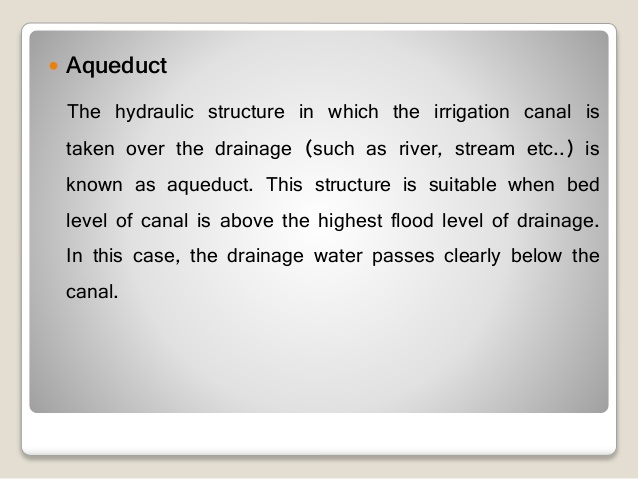 Aqueduct
The hydraulic structure in which the irrigation canal is
taken over the drainage (such as river, stream etc..) is
known as aqueduct. This structure is suitable when bed
level of canal is above the highest flood level of drainage.
In this case, the drainage water passes clearly below the
canal.